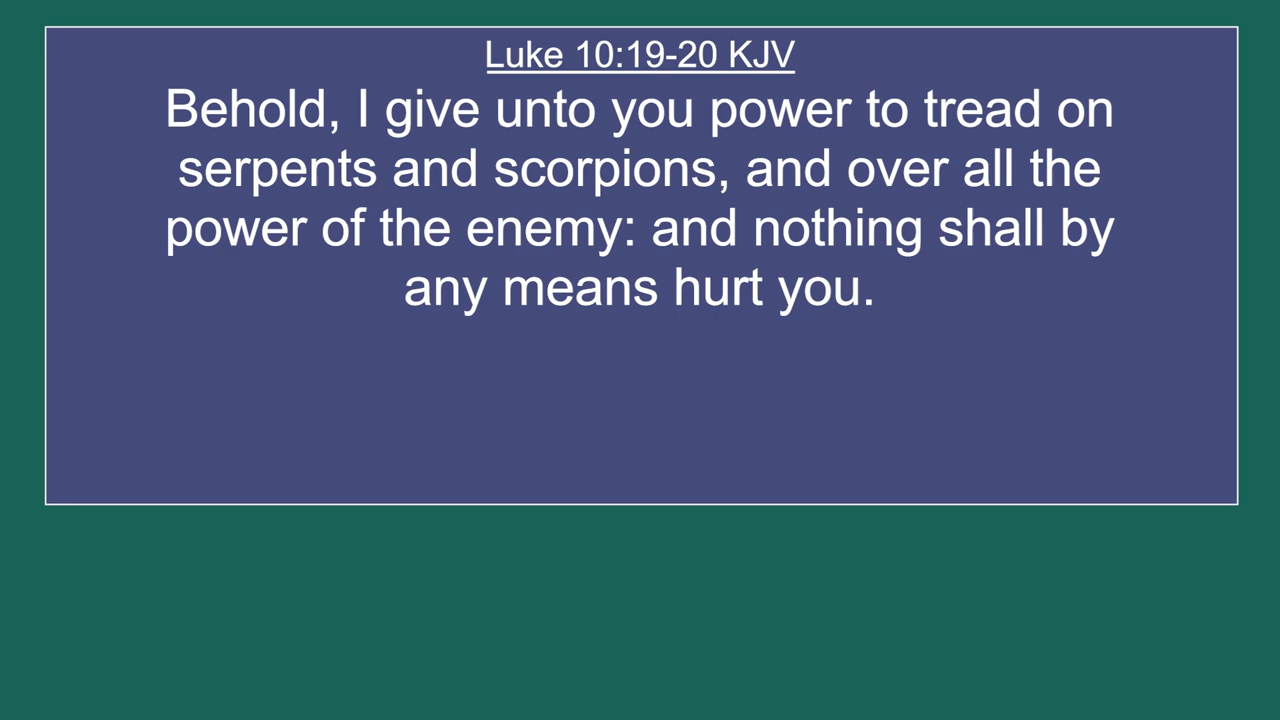 Luke 10:19-20 KJV
Behold, I give unto you power to tread on
serpents and scorpions, and over all the
power of the enemy: and nothing shall by
any means hurt you.